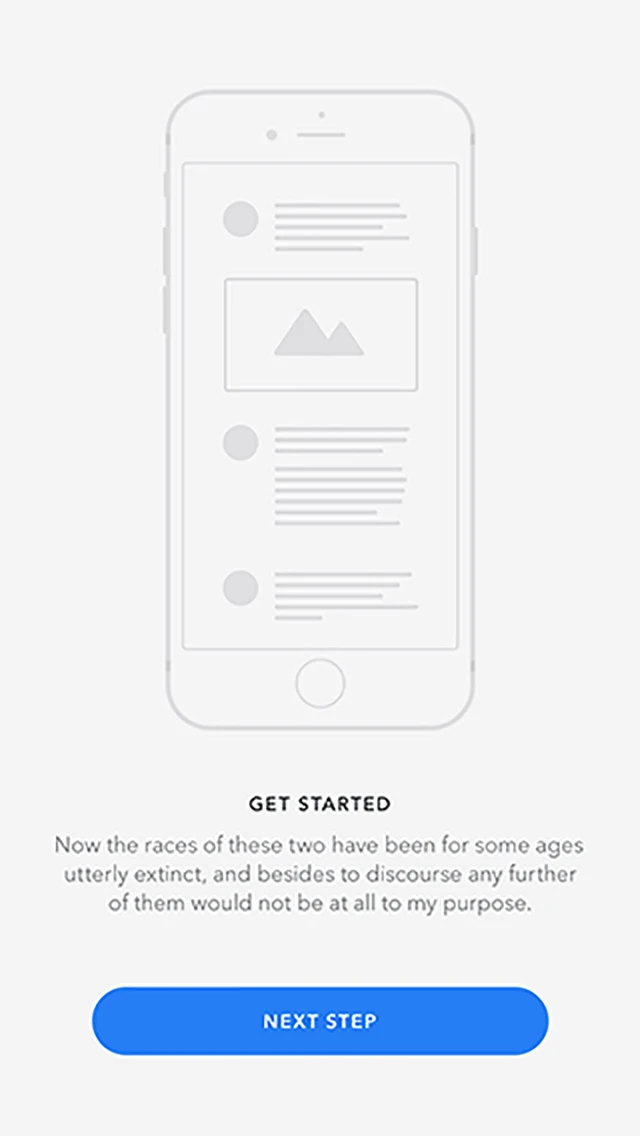 GET STARTED
Now the races of these two have been for some ages
utterly extinct, and besides to discourse any further
of them would not be at all to my purpose.
NEXT STEP